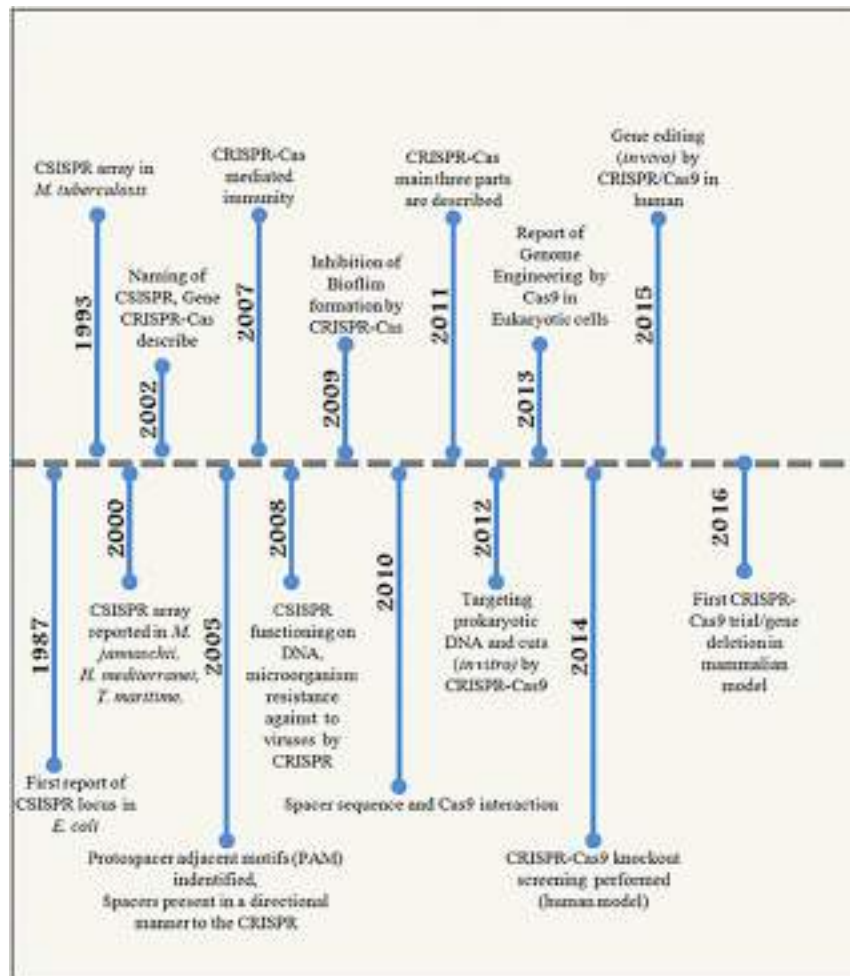 CSISPR array in
M. tuberculosis
1993
Naming of
CSISPR, Gene
CRISPR-Cas
describe
2002
CRISPR-Cas
mediated
immunity
2007
Inhibition of
Bioflim
formation by
CRISPR-Cas
2009
CRISPR-Cas
main three parts
are described
2011
Report of
Genome
Engineering by
Cas9 in
Eukaryotic cells
2013
Gene editing
(invivo) by
CRISPR/Cas9 in
human
2015
1987
First report of
CSISPR locus in
E. coli
2000
CSISPR array
reported in M.
jannaschii,
H. mediterranei,
T. maritime.
2005
Protospacer adjacent motifs (PAM)
indentified,
Spacers present in a directional
manner to the CRISPR
2008
CSISPR
functioning on
DNA,
microorganism
resistance
against to
viruses by
CRISPR
2010
Spacer sequence and Cas9 interaction
2012
Targeting
prokaryotic
DNA and cuts
(invitro) by
CRISPR-Cas9
2014
CRISPR-Cas9 knockout
screening performed
(human model)
2016
First CRISPR-
Cas9 trial/gene
deletion in
mammalian
model